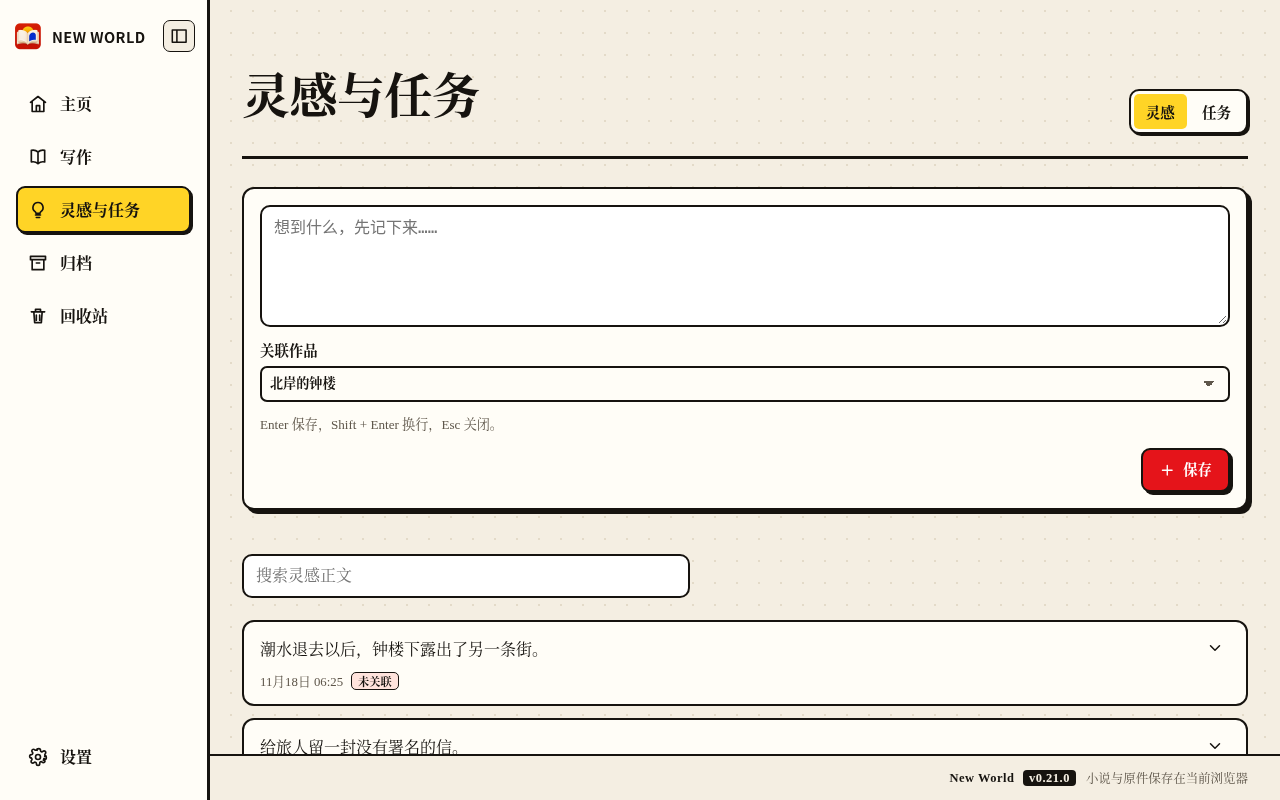 NEW WORLD
主页
写作
灵感与任务
归档
回收站
设置
灵感与任务
灵感
任务
想到什么，先记下来……
关联作品
北岸的钟楼
Enter 保存，Shift + Enter 换行，Esc 关闭。
保存
搜索灵感正文
潮水退去以后，钟楼下露出了另一条街。
11月18日 06:25 未关联
给旅人留一封没有署名的信。
New World v0.21.0 小说与原件保存在当前浏览器